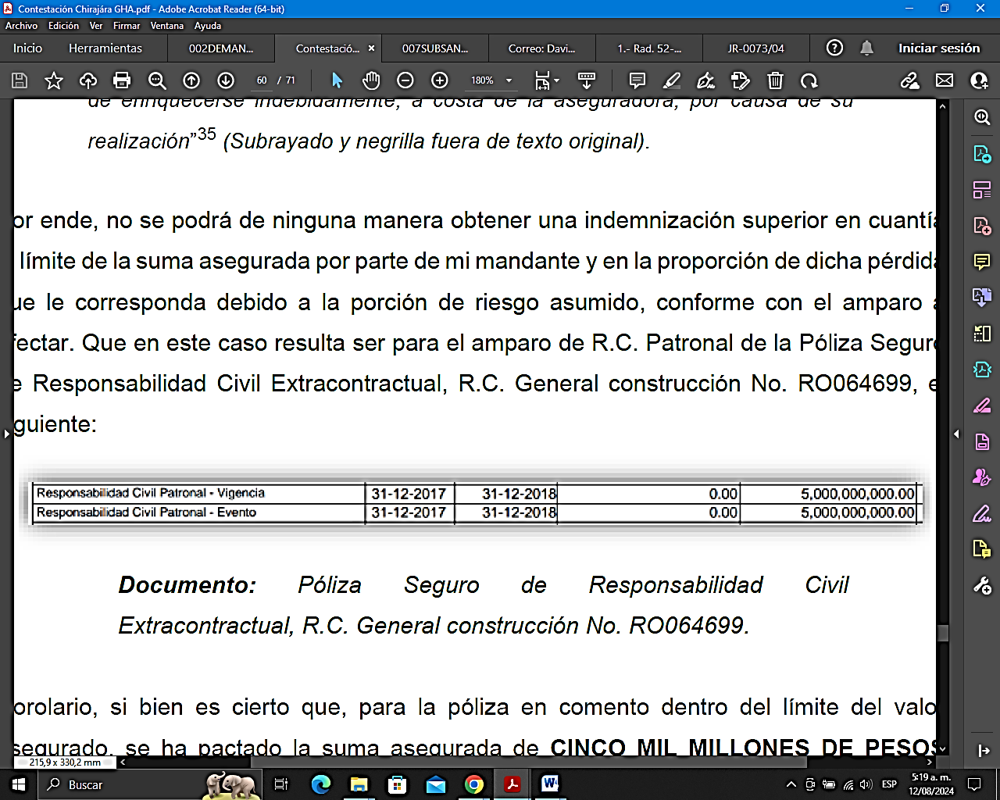 Contestación Chirajára GHA.pdf - Adobe Acrobat Reader (64-bit)
Archivo Edición Ver Firmar Ventana Ayuda
Inicio Herramientas 002DEMAN... Contestació... × 007SUBSAN... Correo: Davi... 1.- Rad. 52-... JR-0073/04 Iniciar sesión
60 / 71 180%
de enriquecerse indebidamente, a costa de la aseguradora, por causa de su
realización”35 (Subrayado y negrilla fuera de texto original).
or ende, no se podrá de ninguna manera obtener una indemnización superior en cuantía
límite de la suma asegurada por parte de mi mandante y en la proporción de dicha pérdida
ue le corresponda debido a la porción de riesgo asumido, conforme con el amparo a
fectar. Que en este caso resulta ser para el amparo de R.C. Patronal de la Póliza Seguro
e Responsabilidad Civil Extracontractual, R.C. General construcción No. RO064699, e
guiente:
Responsabilidad Civil Patronal - Vigencia 31-12-2017 31-12-2018 0.00 5,000,000,000.00
Responsabilidad Civil Patronal - Evento 31-12-2017 31-12-2018 0.00 5,000,000,000.00
Documento: Póliza Seguro de Responsabilidad Civil
Extracontractual, R.C. General construcción No. RO064699.
orolario, si bien es cierto que, para la póliza en comento dentro del límite del valo
segurado, se ha pactado la suma asegurada de CINCO MIL MILLONES DE PESOS
215,9 x 330,2 mm
Buscar ESP 5:19 a. m.
12/08/2024